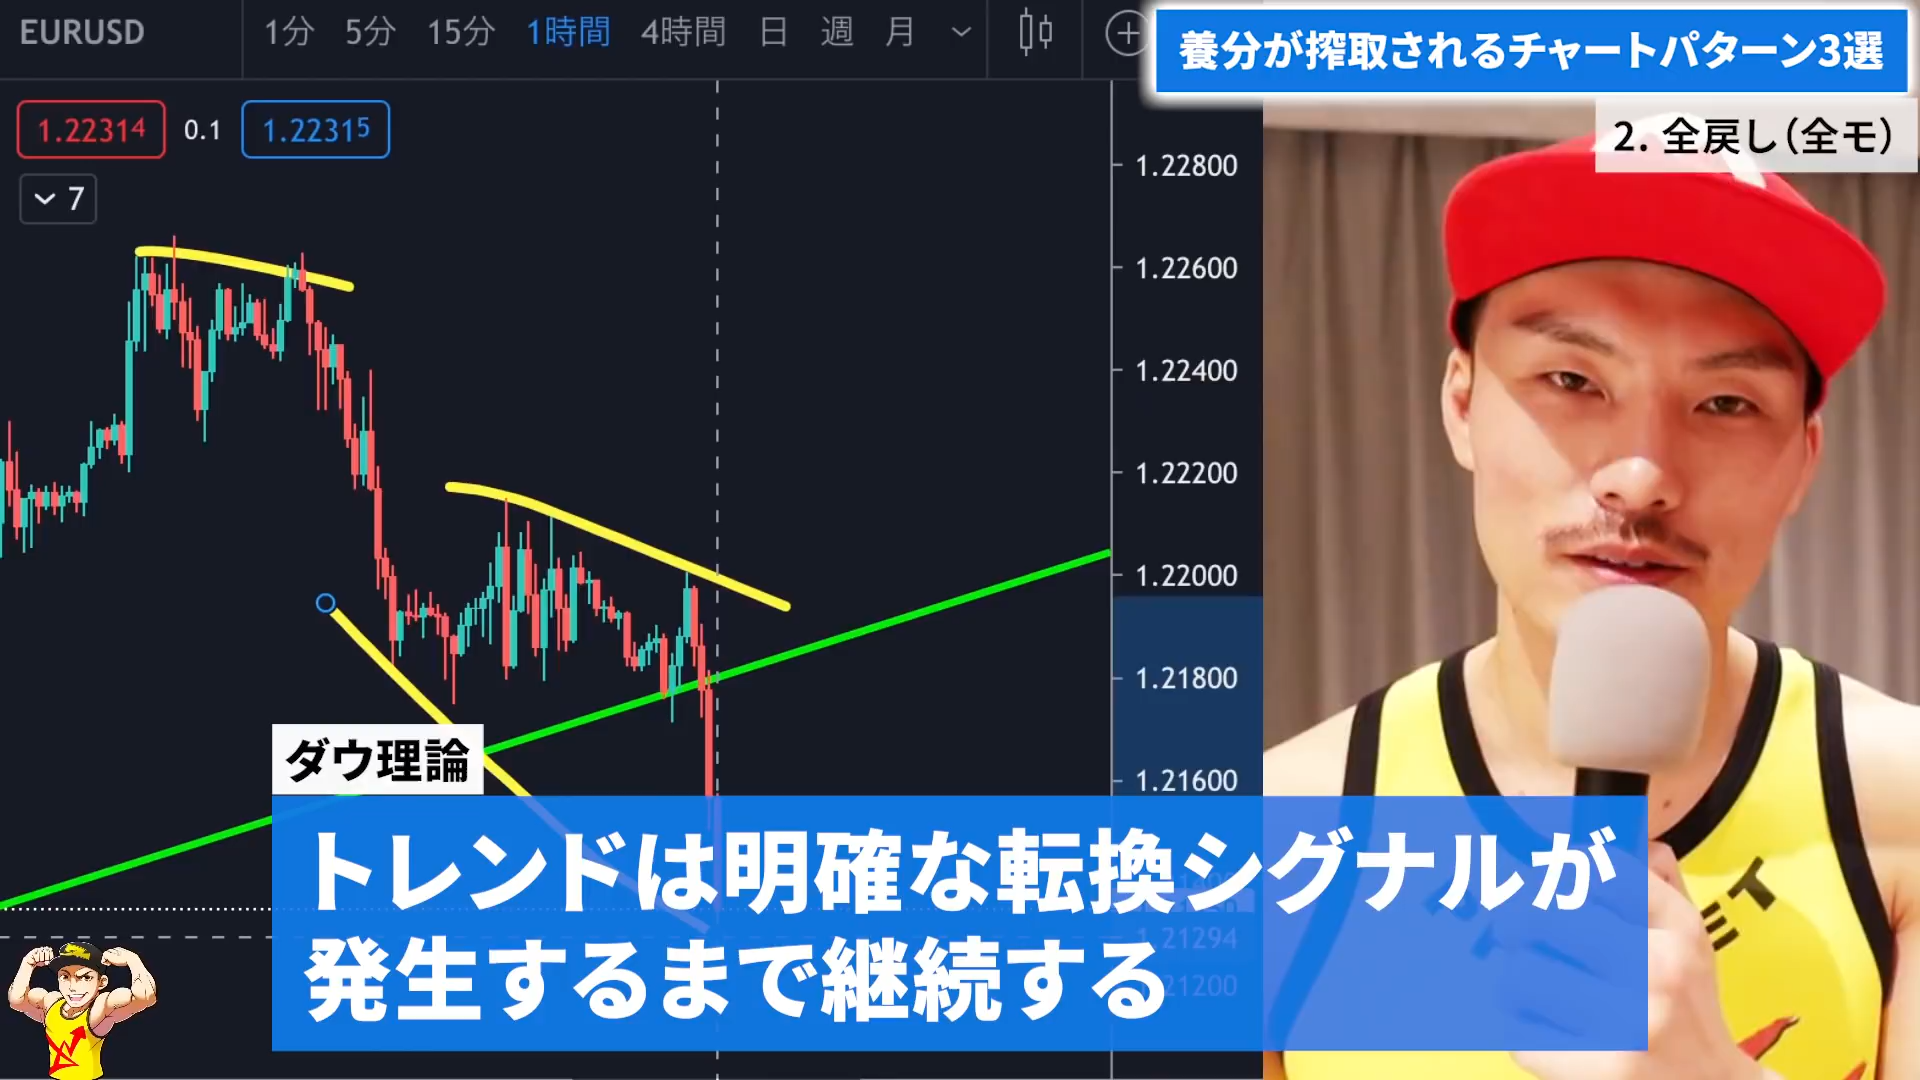 EURUSD
1分 5分 15分 1時間 4時間 日 週 月
養分が搾取されるチャートパターン3選
2. 全戻し(全モ)
1.22314 0.1 1.22315
7
1.22800
1.22600
1.22400
1.22200
1.22000
1.21800
1.21600
ダウ理論
トレンドは明確な転換シグナルが
発生するまで継続する
1.21294
1.21200